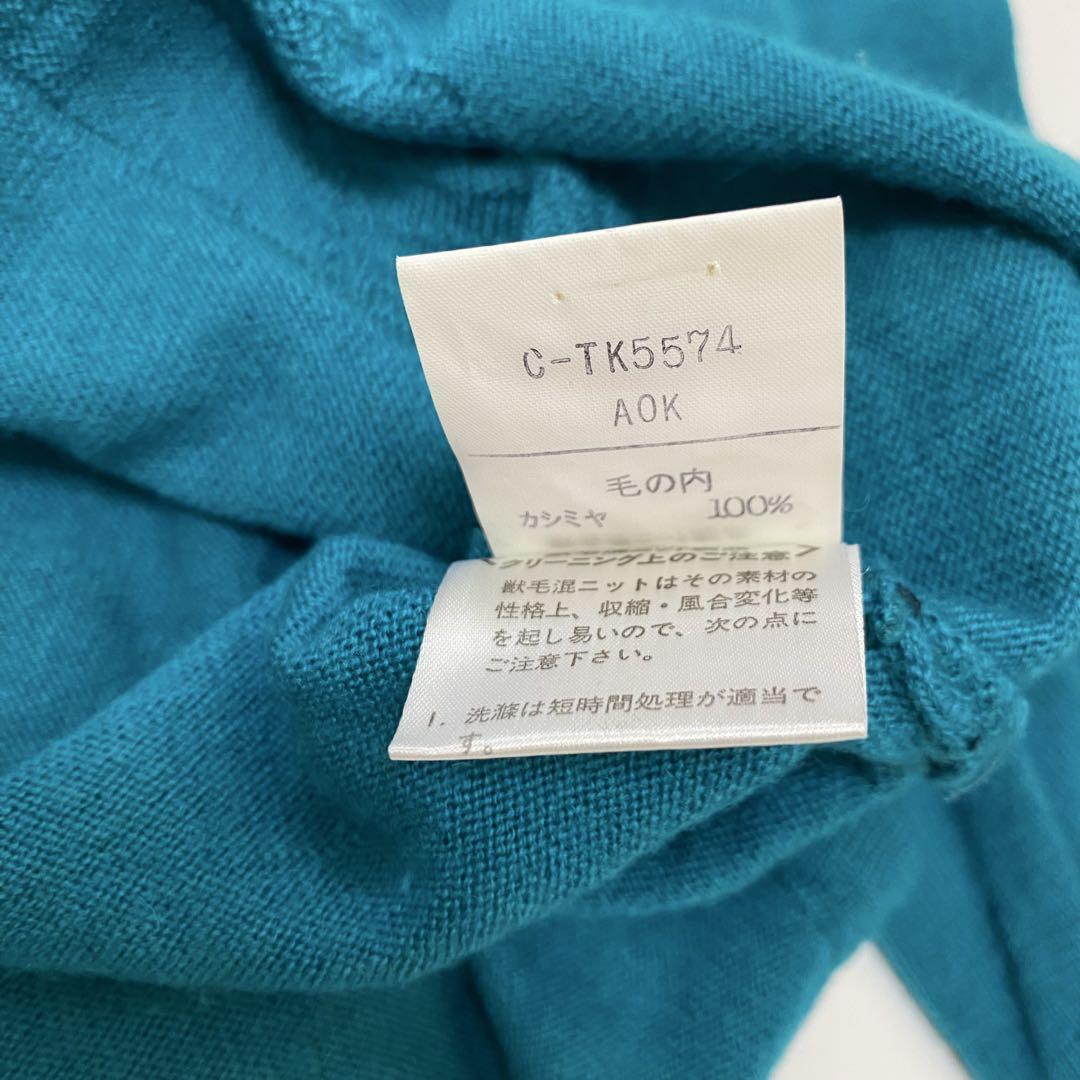 C-TK5574
AOK
毛の内
カシミヤ 100%
<クリーニング上のご注意>
獣毛混ニットはその素材の
性格上、収縮・風合変化等
を起し易いので、次の点に
ご注意下さい。
1. 洗滌は短時間処理が適当で
す。